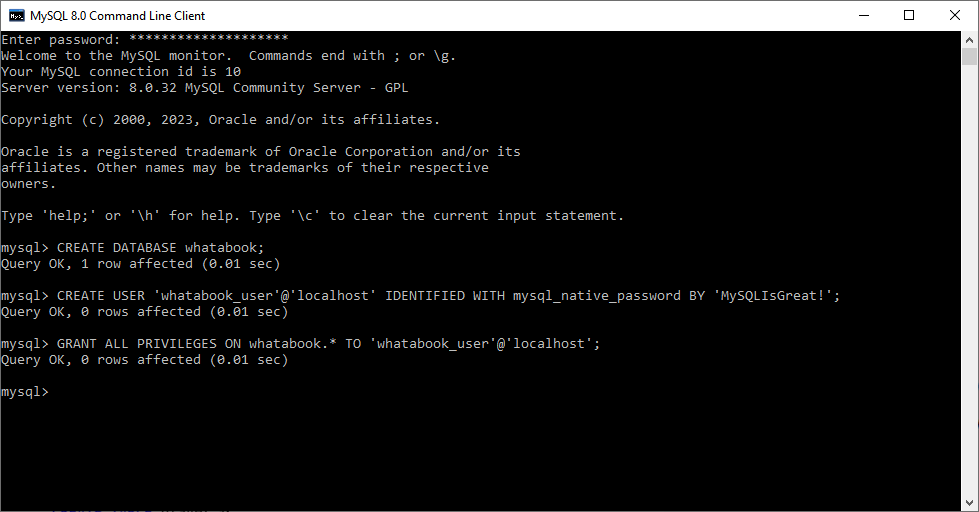 MySQL 8.0 Command Line Client
Enter password: ********************
Welcome to the MySQL monitor.  Commands end with ; or \g.
Your MySQL connection id is 10
Server version: 8.0.32 MySQL Community Server - GPL
Copyright (c) 2000, 2023, Oracle and/or its affiliates.
Oracle is a registered trademark of Oracle Corporation and/or its
affiliates. Other names may be trademarks of their respective
owners.
Type 'help;' or '\h' for help. Type '\c' to clear the current input statement.
mysql> CREATE DATABASE whatabook;
Query OK, 1 row affected (0.01 sec)
mysql> CREATE USER 'whatabook_user'@'localhost' IDENTIFIED WITH mysql_native_password BY 'MySQLIsGreat!';
Query OK, 0 rows affected (0.01 sec)
mysql> GRANT ALL PRIVILEGES ON whatabook.* TO 'whatabook_user'@'localhost';
Query OK, 0 rows affected (0.01 sec)
mysql>